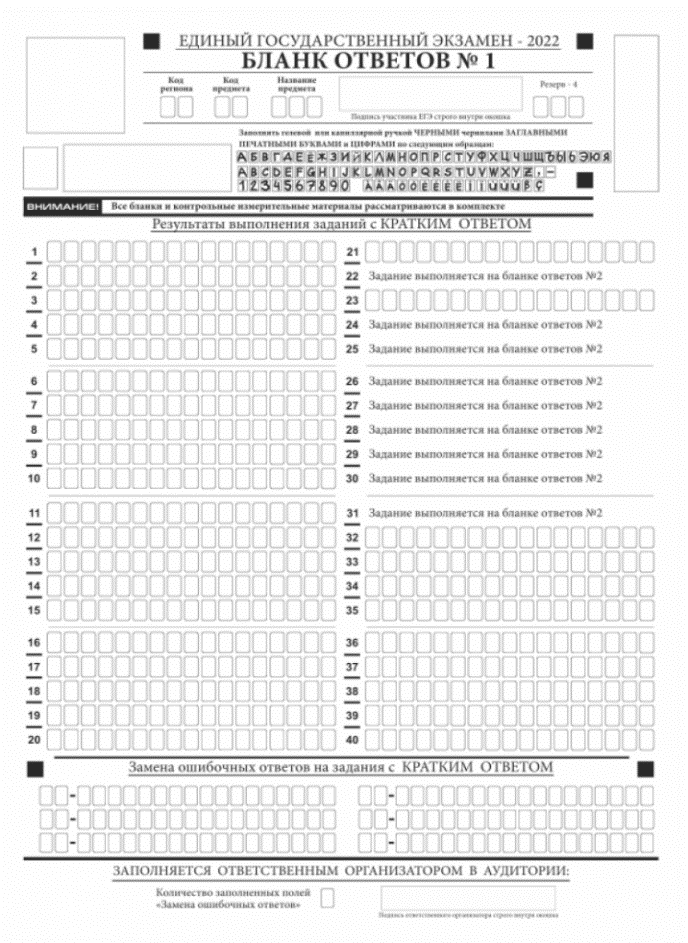 ЕДИНЫЙ ГОСУДАРСТВЕННЫЙ ЭКЗАМЕН - 2022
БЛАНК ОТВЕТОВ № 1
Код региона
Код предмета
Название предмета
Резерв - 4
Подпись участника ЕГЭ строго внутри окошка
Заполнять гелевой или капиллярной ручкой ЧЕРНЫМИ чернилами ЗАГЛАВНЫМИ
ПЕЧАТНЫМИ БУКВАМИ и ЦИФРАМИ по следующим образцам:
АБВГДЕЁЖЗИЙКЛМНОПРСТУФХЦЧШЩЪЫЬЭЮЯ
ABCDEFGHIJKLMNOPQRSTUVWXYZ,-
1234567890
ВНИМАНИЕ! Все бланки и контрольные измерительные материалы рассматриваются в комплекте
Результаты выполнения заданий с КРАТКИМ ОТВЕТОМ
1
2
3
4
5
6
7
8
9
10
11
12
13
14
15
16
17
18
19
20
21
22 Задание выполняется на бланке ответов №2
23
24 Задание выполняется на бланке ответов №2
25 Задание выполняется на бланке ответов №2
26 Задание выполняется на бланке ответов №2
27 Задание выполняется на бланке ответов №2
28 Задание выполняется на бланке ответов №2
29 Задание выполняется на бланке ответов №2
30 Задание выполняется на бланке ответов №2
31 Задание выполняется на бланке ответов №2
32
33
34
35
36
37
38
39
40
Замена ошибочных ответов на задания с КРАТКИМ ОТВЕТОМ
ЗАПОЛНЯЕТСЯ ОТВЕТСТВЕННЫМ ОРГАНИЗАТОРОМ В АУДИТОРИИ:
Количество заполненных полей
«Замена ошибочных ответов»
Подпись ответственного организатора строго внутри окошка